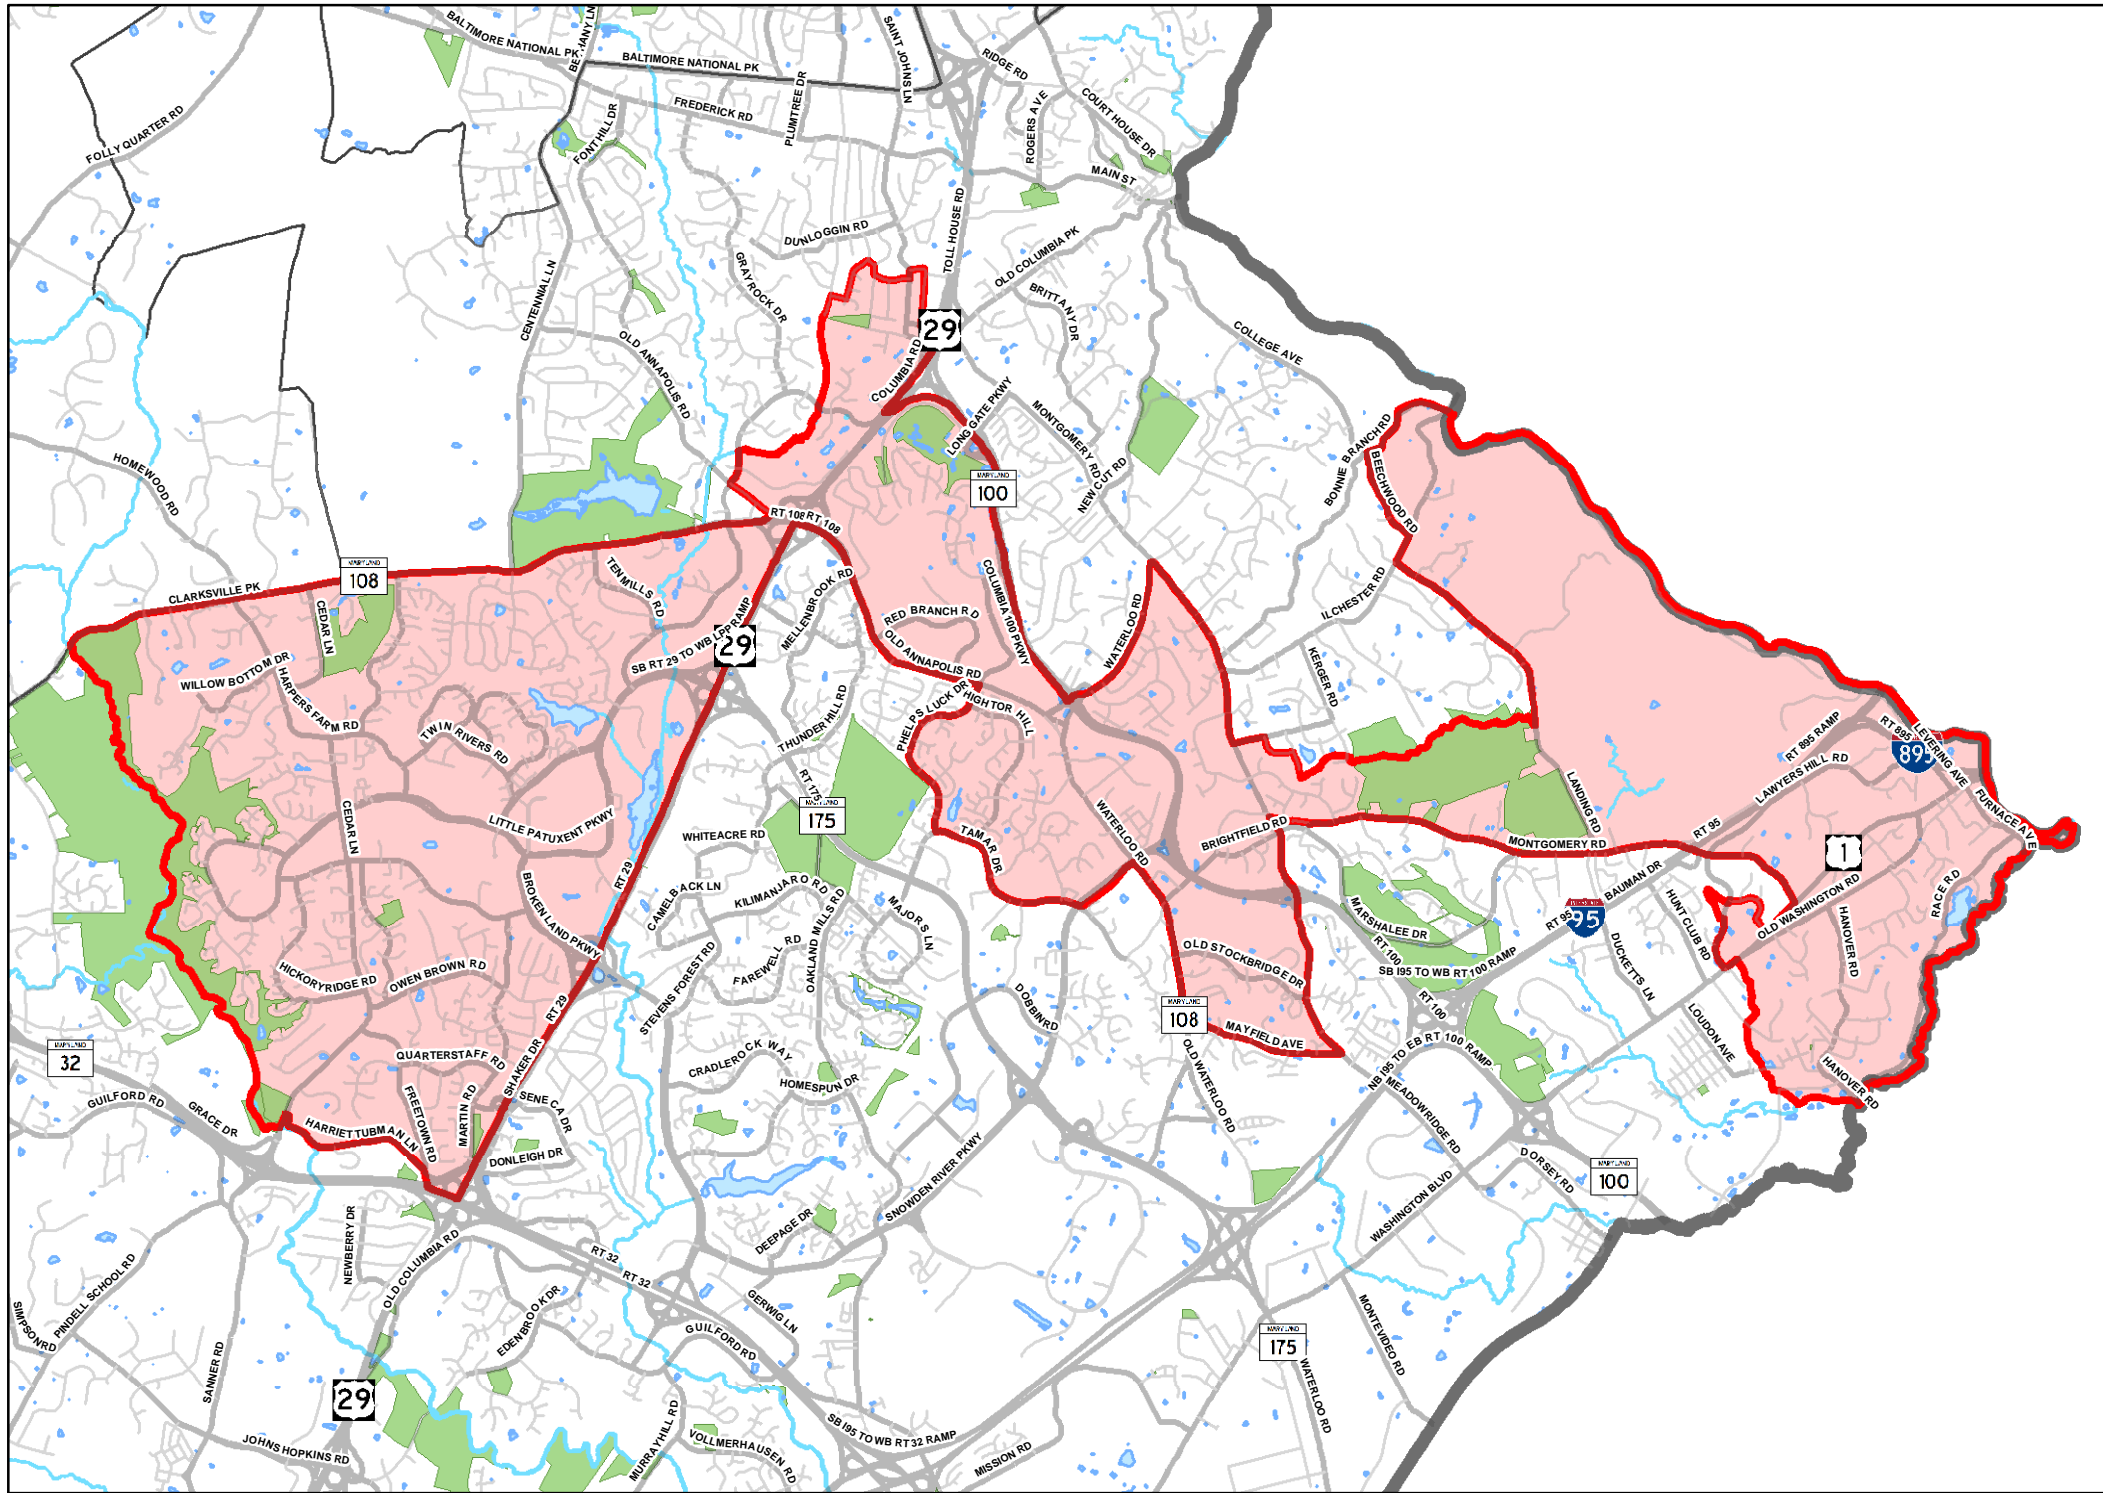 BALTIMORE NATIONAL PK
BETHANY LN
BALTIMORE NATIONAL PK
SAINT JOHNS LN
RIDGE RD
FOLLY QUARTER RD
FONTHILL DR
FREDERICK RD
PLUMTREE DR
ROGERS AVE
COURT HOUSE DR
MAIN ST
DUNLOGGIN RD
TOLL HOUSE RD
OLD COLUMBIA PK
GRAY ROCK DR
BRITTANY DR
CENTENNIAL LN
OLD ANNAPOLIS RD
29
COLUMBIA RD
COLLEGE AVE
LONG GATE PKWY
MONTGOMERY RD
NEW CUT RD
BONNIE BRANCH RD
BEECHWOOD RD
HOMEWOOD RD
MARYLAND
100
RT 108
RT 108
MARYLAND
108
CLARKSVILLE PK
CEDAR LN
TEN MILLS RD
MELLENBROOK RD
COLUMBIA 100 PKWY
RED BRANCH RD
WATERLOO RD
ILCHESTER RD
SB RT 29 TO WB LPP RAMP
29
OLD ANNAPOLIS RD
WILLOW BOTTOM DR
HARPERS FARM RD
TWIN RIVERS RD
THUNDER HILL RD
PHELPS LUCK DR
HIGH TOR HILL
KERGER RD
RT 895 RAMP
RT 895
LEVERING AVE
895
LAWYERS HILL RD
FURNACE AVE
LANDING RD
RT 175
MARYLAND
175
CEDAR LN
LITTLE PATUXENT PKWY
WHITEACRE RD
WATERLOO RD
TAMAR DR
BRIGHTFIELD RD
MONTGOMERY RD
RT 95
1
RT 29
BROKEN LAND PKWY
CAMELBACK LN
KILIMANJARO RD
OAKLAND MILLS RD
MAJORS LN
FAREWELL RD
STEVENS FOREST RD
MARSHALEE DR
RT 100
BAUMAN DR
RT 95
95
HUNT CLUB RD
OLD WASHINGTON RD
HANOVER RD
RACE RD
HICKORY RIDGE RD
OWEN BROWN RD
OLD STOCKBRIDGE DR
SB I95 TO WB RT 100 RAMP
DUCKETTS LN
RT 29
DOBBIN RD
MARYLAND
108
MAYFIELD AVE
RT 100
LOUDON AVE
MARYLAND
32
QUARTERSTAFF RD
SHAKER DR
CRADLEROCK WAY
HOMESPUN DR
OLD WATERLOO RD
NB I95 TO EB RT 100 RAMP
HANOVER RD
GUILFORD RD
GRACE DR
HARRIET TUBMAN LN
FREETOWN RD
MARTIN RD
SENECA DR
DONLEIGH DR
MEADOWRIDGE RD
DORSEY RD
MARYLAND
100
SNOWDEN RIVER PKWY
WASHINGTON BLVD
NEWBERRY DR
OLD COLUMBIA RD
DEEPAGE DR
RT 32
RT 32
SIMPSON RD
PINDELL SCHOOL RD
SANNER RD
EDENBROOK DR
GERWIG LN
GUILFORD RD
MONTEVIDEO RD
MARYLAND
175
WATERLOO RD
29
JOHNS HOPKINS RD
MURRAY HILL RD
VOLLMERHAUSEN RD
SB I95 TO WB RT 32 RAMP
MISSION RD